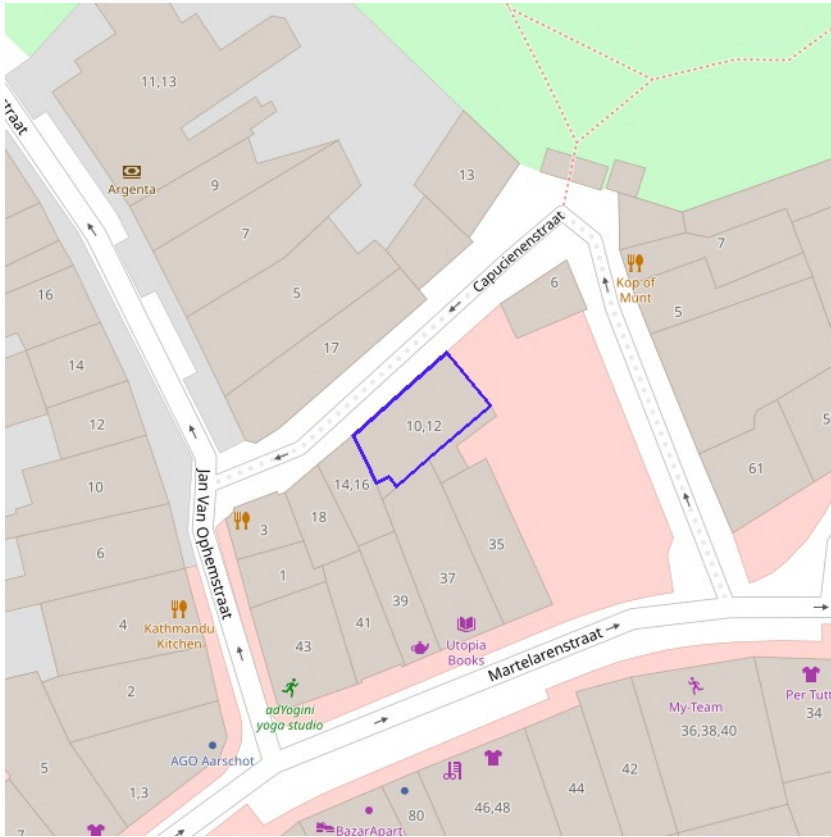 straat
11,13
Argenta
13
9
7
7
Capucienenstraat
6
Kop of
Munt
16
5
5
17
14
12
10,12
5
61
10
14,16
Jan Van Ophemstraat
3
18
35
6
1
37
39
4
41
Kathmandu
Kitchen
43
Utopia
Books
Martelarenstraat
2
adYogini
yoga studio
My-Team
Per Tutt
34
36,38,40
AGO Aarschot
5
42
1,3
44
46,48
80
BazarApart
7